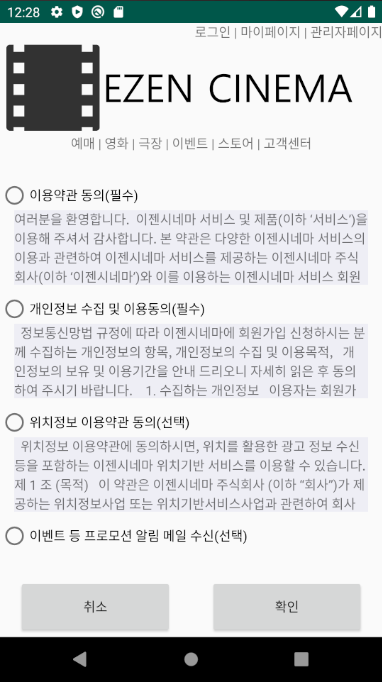 12:28
로그인 | 마이페이지 | 관리자페이지
EZEN CINEMA
예매 | 영화 | 극장 | 이벤트 | 스토어 | 고객센터
이용약관 동의(필수)
여러분을 환영합니다. 이젠시네마 서비스 및 제품(이하 ‘서비스’)을
이용해 주셔서 감사합니다. 본 약관은 다양한 이젠시네마 서비스의
이용과 관련하여 이젠시네마 서비스를 제공하는 이젠시네마 주식
회사(이하 ‘이젠시네마’)와 이를 이용하는 이젠시네마 서비스 회원
개인정보 수집 및 이용동의(필수)
정보통신망법 규정에 따라 이젠시네마에 회원가입 신청하시는 분
께 수집하는 개인정보의 항목, 개인정보의 수집 및 이용목적, 개
인정보의 보유 및 이용기간을 안내 드리오니 자세히 읽은 후 동의
하여 주시기 바랍니다. 1. 수집하는 개인정보 이용자는 회원가
위치정보 이용약관 동의(선택)
위치정보 이용약관에 동의하시면, 위치를 활용한 광고 정보 수신
등을 포함하는 이젠시네마 위치기반 서비스를 이용할 수 있습니다.
제 1 조 (목적) 이 약관은 이젠시네마 주식회사 (이하 “회사”)가 제
공하는 위치정보사업 또는 위치기반서비스사업과 관련하여 회사
이벤트 등 프로모션 알림 메일 수신(선택)
취소 확인